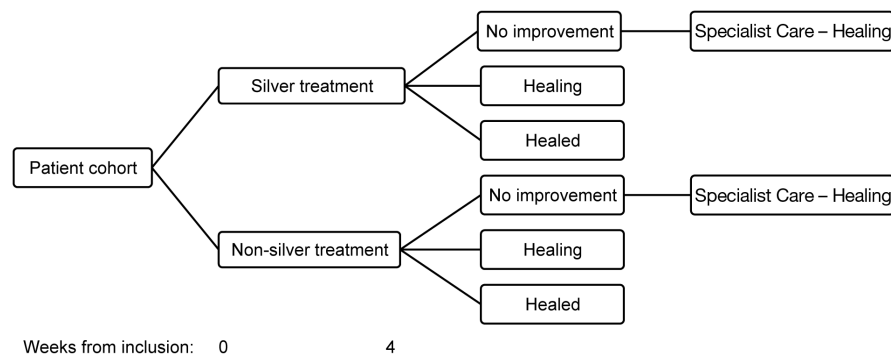 No improvement
Specialist Care – Healing
Silver treatment
Healing
Healed
Patient cohort
No improvement
Specialist Care – Healing
Non-silver treatment
Healing
Healed
Weeks from inclusion: 0 4